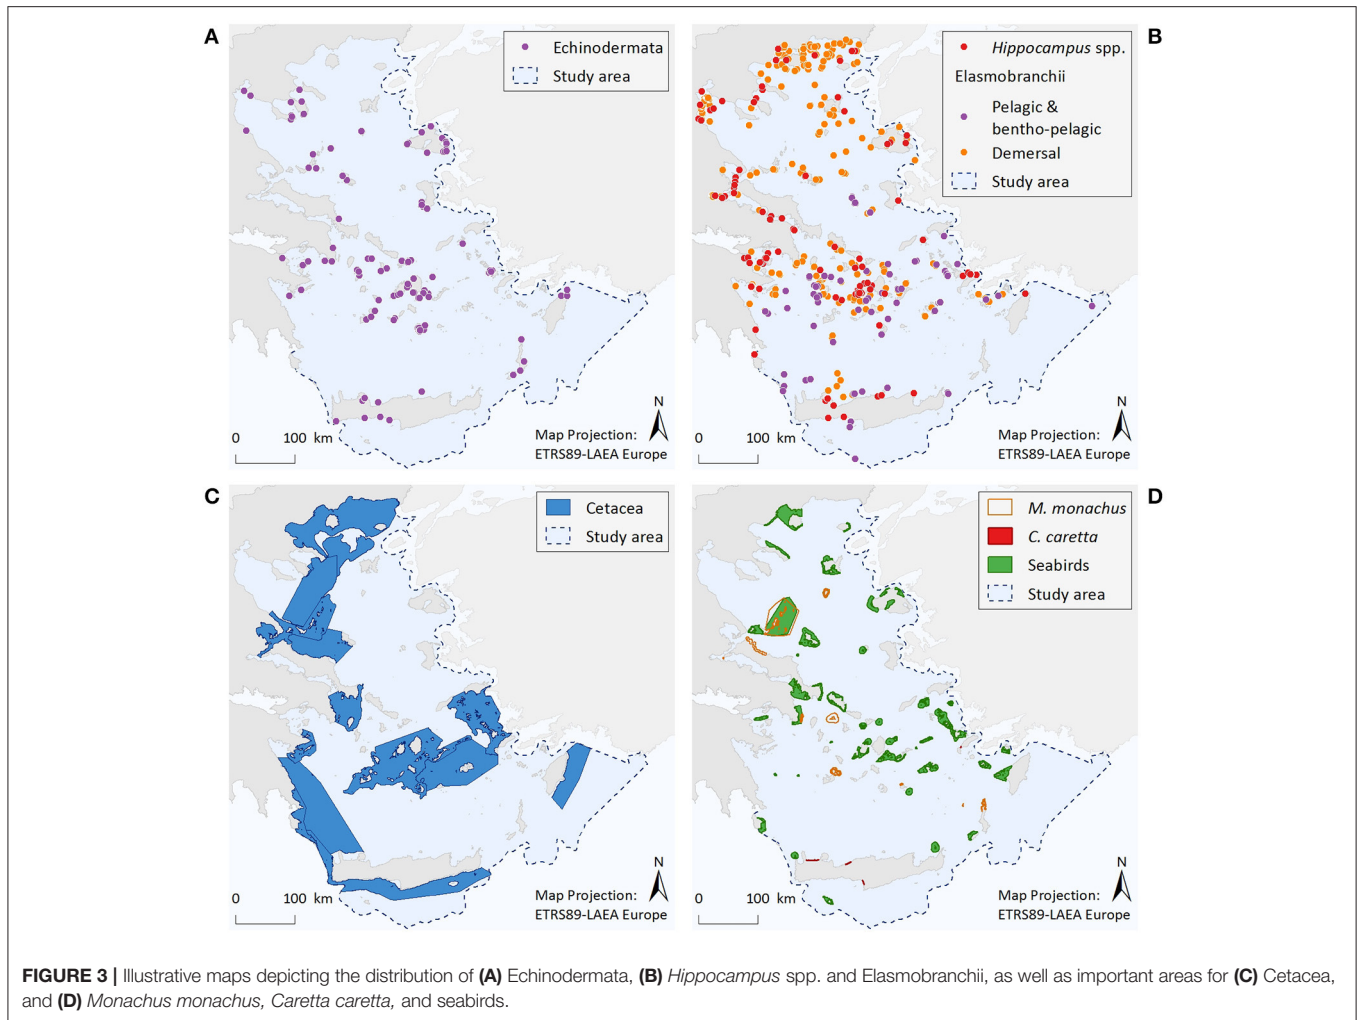 A
Echinodermata
Study area
N
0 100 km
Map Projection:
ETRS89-LAEA Europe
B
Hippocampus spp.
Elasmobranchii
Pelagic &
bentho-pelagic
Demersal
Study area
N
0 100 km
Map Projection:
ETRS89-LAEA Europe
C
Cetacea
Study area
N
0 100 km
Map Projection:
ETRS89-LAEA Europe
D
M. monachus
C. caretta
Seabirds
Study area
N
0 100 km
Map Projection:
ETRS89-LAEA Europe
FIGURE 3 | Illustrative maps depicting the distribution of (A) Echinodermata, (B) Hippocampus spp. and Elasmobranchii, as well as important areas for (C) Cetacea,
and (D) Monachus monachus, Caretta caretta, and seabirds.